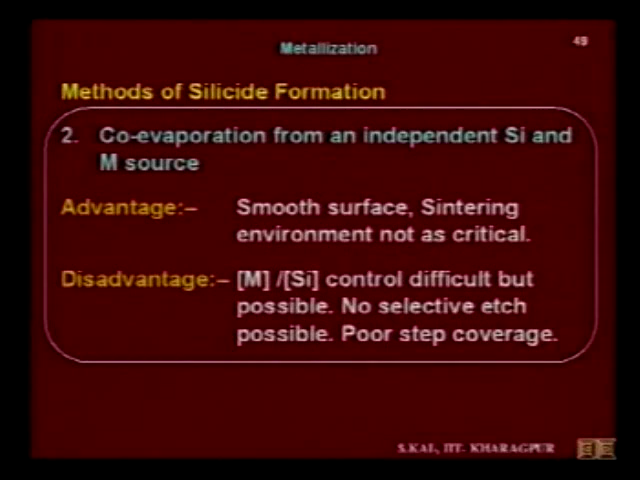 Metallization
49
Methods of Silicide Formation
2. Co-evaporation from an independent Si and
M source
Advantage:– Smooth surface, Sintering
environment not as critical.
Disadvantage:– [M] /[Si] control difficult but
possible. No selective etch
possible. Poor step coverage.
S.KAL, IIT- KHARAGPUR